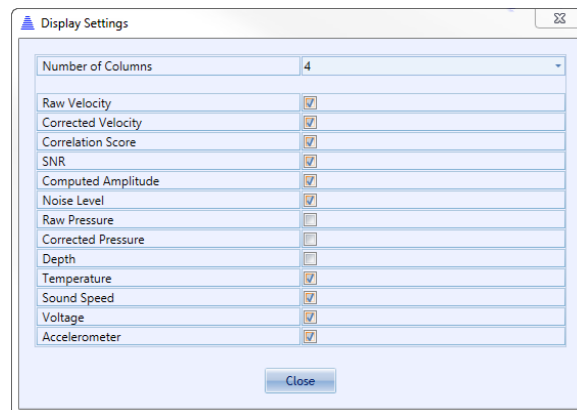 Display Settings
Number of Columns 4
Raw Velocity
Corrected Velocity
Correlation Score
SNR
Computed Amplitude
Noise Level
Raw Pressure
Corrected Pressure
Depth
Temperature
Sound Speed
Voltage
Accelerometer
Close